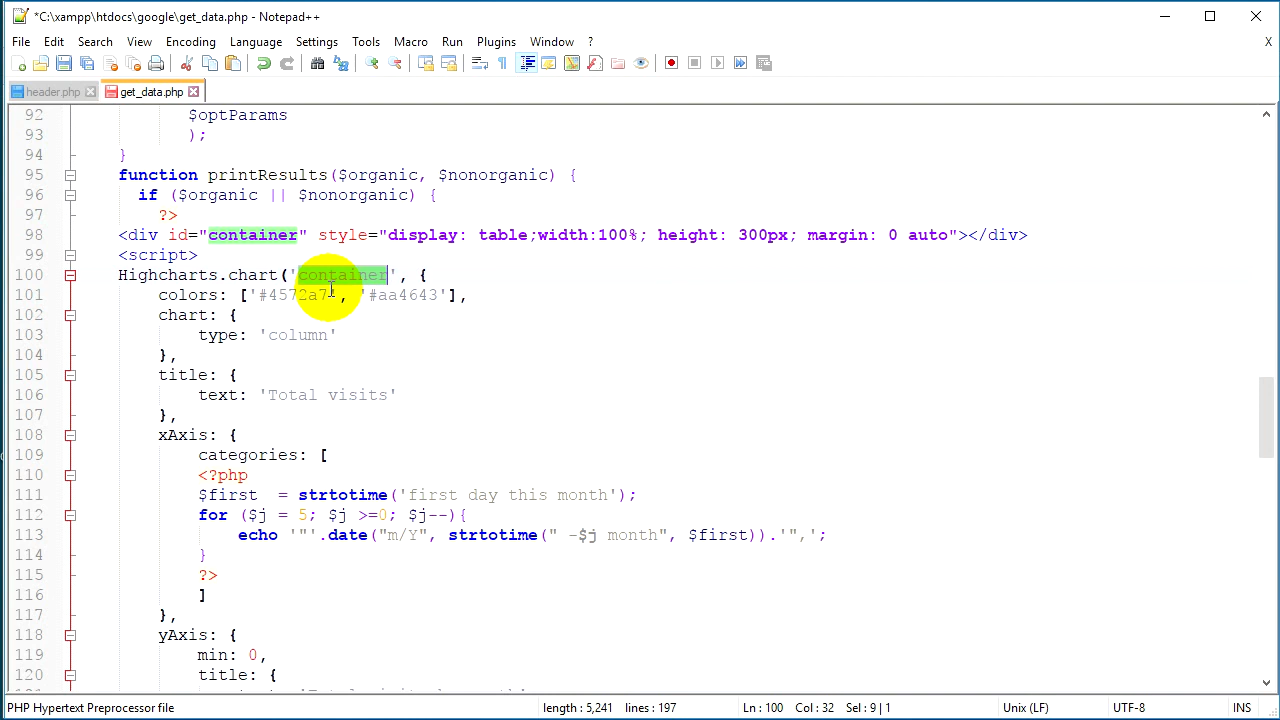 *C:\xampp\htdocs\google\get_data.php - Notepad++
File Edit Search View Encoding Language Settings Tools Macro Run Plugins Window ? X
header.php get_data.php
92 $optParams
93 );
94 }
95 function printResults($organic, $nonorganic) {
96 if ($organic || $nonorganic) {
97 ?>
98 <div id="container" style="display: table;width:100%; height: 300px; margin: 0 auto"></div>
99 <script>
100 Highcharts.chart('container', {
101 colors: ['#4572a7', '#aa4643'],
102 chart: {
103 type: 'column'
104 },
105 title: {
106 text: 'Total visits'
107 },
108 xAxis: {
109 categories: [
110 <?php
111 $first = strtotime('first day this month');
112 for ($j = 5; $j >=0; $j--){
113 echo '"'.date("m/Y", strtotime(" -$j month", $first)).'",';
114 }
115 ?>
116 ]
117 },
118 yAxis: {
119 min: 0,
120 title: {
PHP Hypertext Preprocessor file length : 5,241 lines : 197 Ln : 100 Col : 32 Sel : 9 | 1 Unix (LF) UTF-8 INS